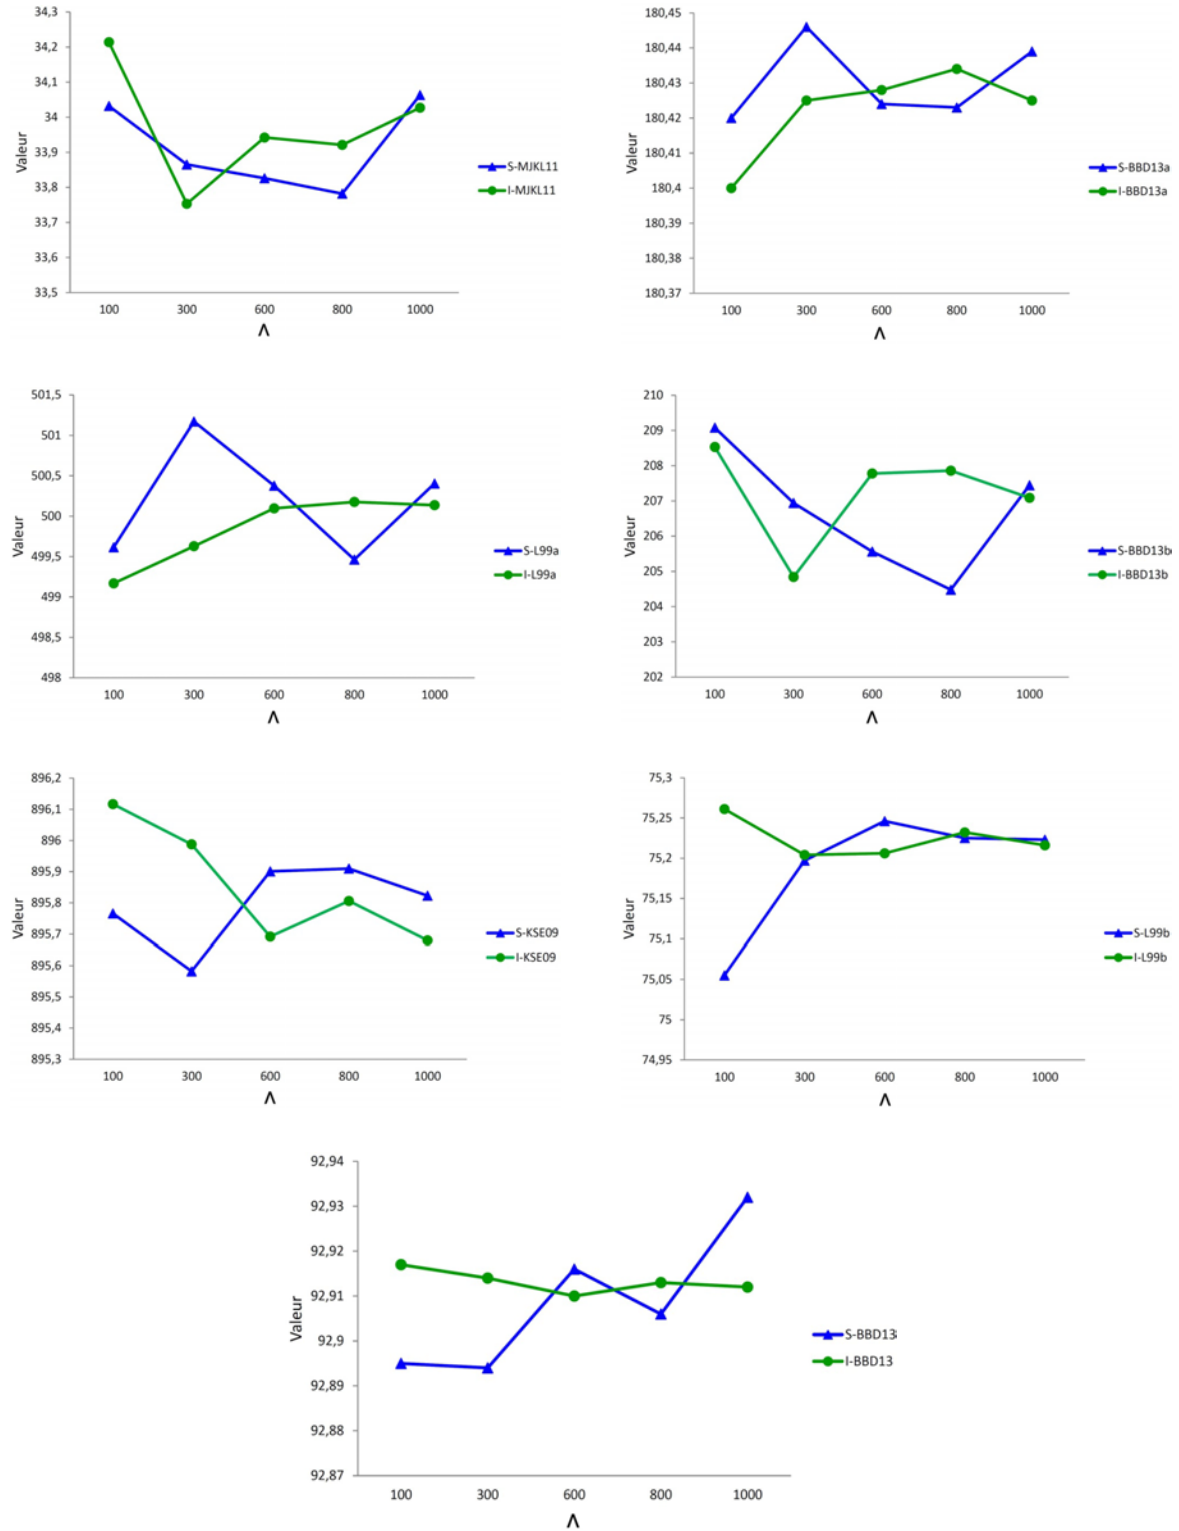 34,3
34,2
34,1
34
33,9
33,8
33,7
33,6
33,5
Valeur
100 300 600 800 1000
Λ
S-MJKL11
I-MJKL11
180,45
180,44
180,43
180,42
180,41
180,4
180,39
180,38
180,37
Valeur
100 300 600 800 1000
Λ
S-BBD13a
I-BBD13a
501,5
501
500,5
500
499,5
499
498,5
498
Valeur
100 300 600 800 1000
Λ
S-L99a
I-L99a
210
209
208
207
206
205
204
203
202
Valeur
100 300 600 800 1000
Λ
S-BBD13b
I-BBD13b
896,2
896,1
896
895,9
895,8
895,7
895,6
895,5
895,4
895,3
Valeur
100 300 600 800 1000
Λ
S-KSE09
I-KSE09
75,3
75,25
75,2
75,15
75,1
75,05
75
74,95
Valeur
100 300 600 800 1000
Λ
S-L99b
I-L99b
92,94
92,93
92,92
92,91
92,9
92,89
92,88
92,87
Valeur
100 300 600 800 1000
Λ
S-BBD13
I-BBD13